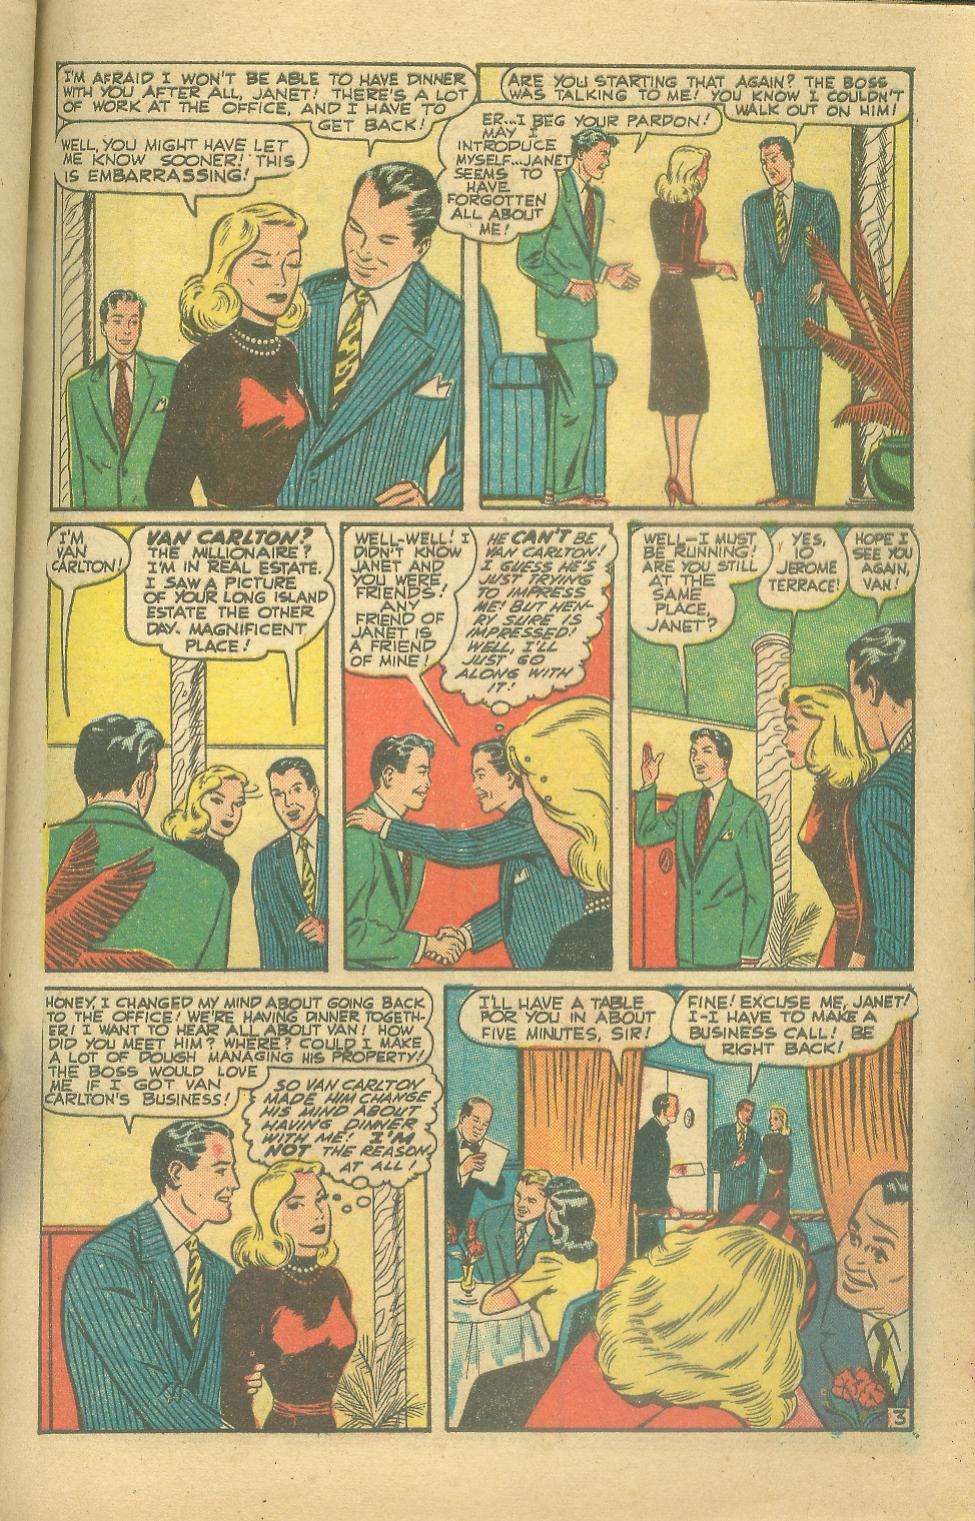 I'M AFRAID I WON'T BE ABLE TO HAVE DINNER
WITH YOU AFTER ALL, JANET! THERE'S A LOT
OF WORK AT THE OFFICE, AND I HAVE TO
GET BACK!
WELL, YOU MIGHT HAVE LET
ME KNOW SOONER! THIS
IS EMBARRASSING!
ARE YOU STARTING THAT AGAIN? THE BOSS
WAS TALKING TO ME! YOU KNOW I COULDN'T
WALK OUT ON HIM!
ER...I BEG YOUR PARDON!
MAY I
INTRODUCE
MYSELF...JANET
SEEMS TO
HAVE
FORGOTTEN
ALL ABOUT
ME!
I'M
VAN
CARLTON!
VAN CARLTON?
THE MILLIONAIRE?
I'M IN REAL ESTATE.
I SAW A PICTURE
OF YOUR LONG ISLAND
ESTATE THE OTHER
DAY. MAGNIFICENT
PLACE!
WELL-WELL! I
DIDN'T KNOW
JANET AND
YOU WERE
FRIENDS!
ANY
FRIEND OF
JANET IS
A FRIEND
OF MINE!
HE CAN'T BE
VAN CARLTON!
I GUESS HE'S
JUST TRYING
TO IMPRESS
ME! BUT HEN-
RY SURE IS
IMPRESSED!
WELL, I'LL
JUST GO
ALONG WITH
IT!
WELL-I MUST
BE RUNNING!
ARE YOU STILL
AT THE
SAME
PLACE,
JANET?
YES,
10
JEROME
TERRACE!
HOPE I
SEE YOU
AGAIN,
VAN!
HONEY, I CHANGED MY MIND ABOUT GOING BACK
TO THE OFFICE! WE'RE HAVING DINNER TOGETH-
ER! I WANT TO HEAR ALL ABOUT VAN! HOW
DID YOU MEET HIM? WHERE? COULD I MAKE
A LOT OF DOUGH MANAGING HIS PROPERTY!
THE BOSS WOULD LOVE
ME IF I GOT VAN
CARLTON'S BUSINESS!
SO VAN CARLTON
MADE HIM CHANGE
HIS MIND ABOUT
HAVING DINNER
WITH ME! I'M
NOT THE REASON
AT ALL!
I'LL HAVE A TABLE
FOR YOU IN ABOUT
FIVE MINUTES, SIR!
FINE! EXCUSE ME, JANET!
I-I HAVE TO MAKE A
BUSINESS CALL! BE
RIGHT BACK!
3